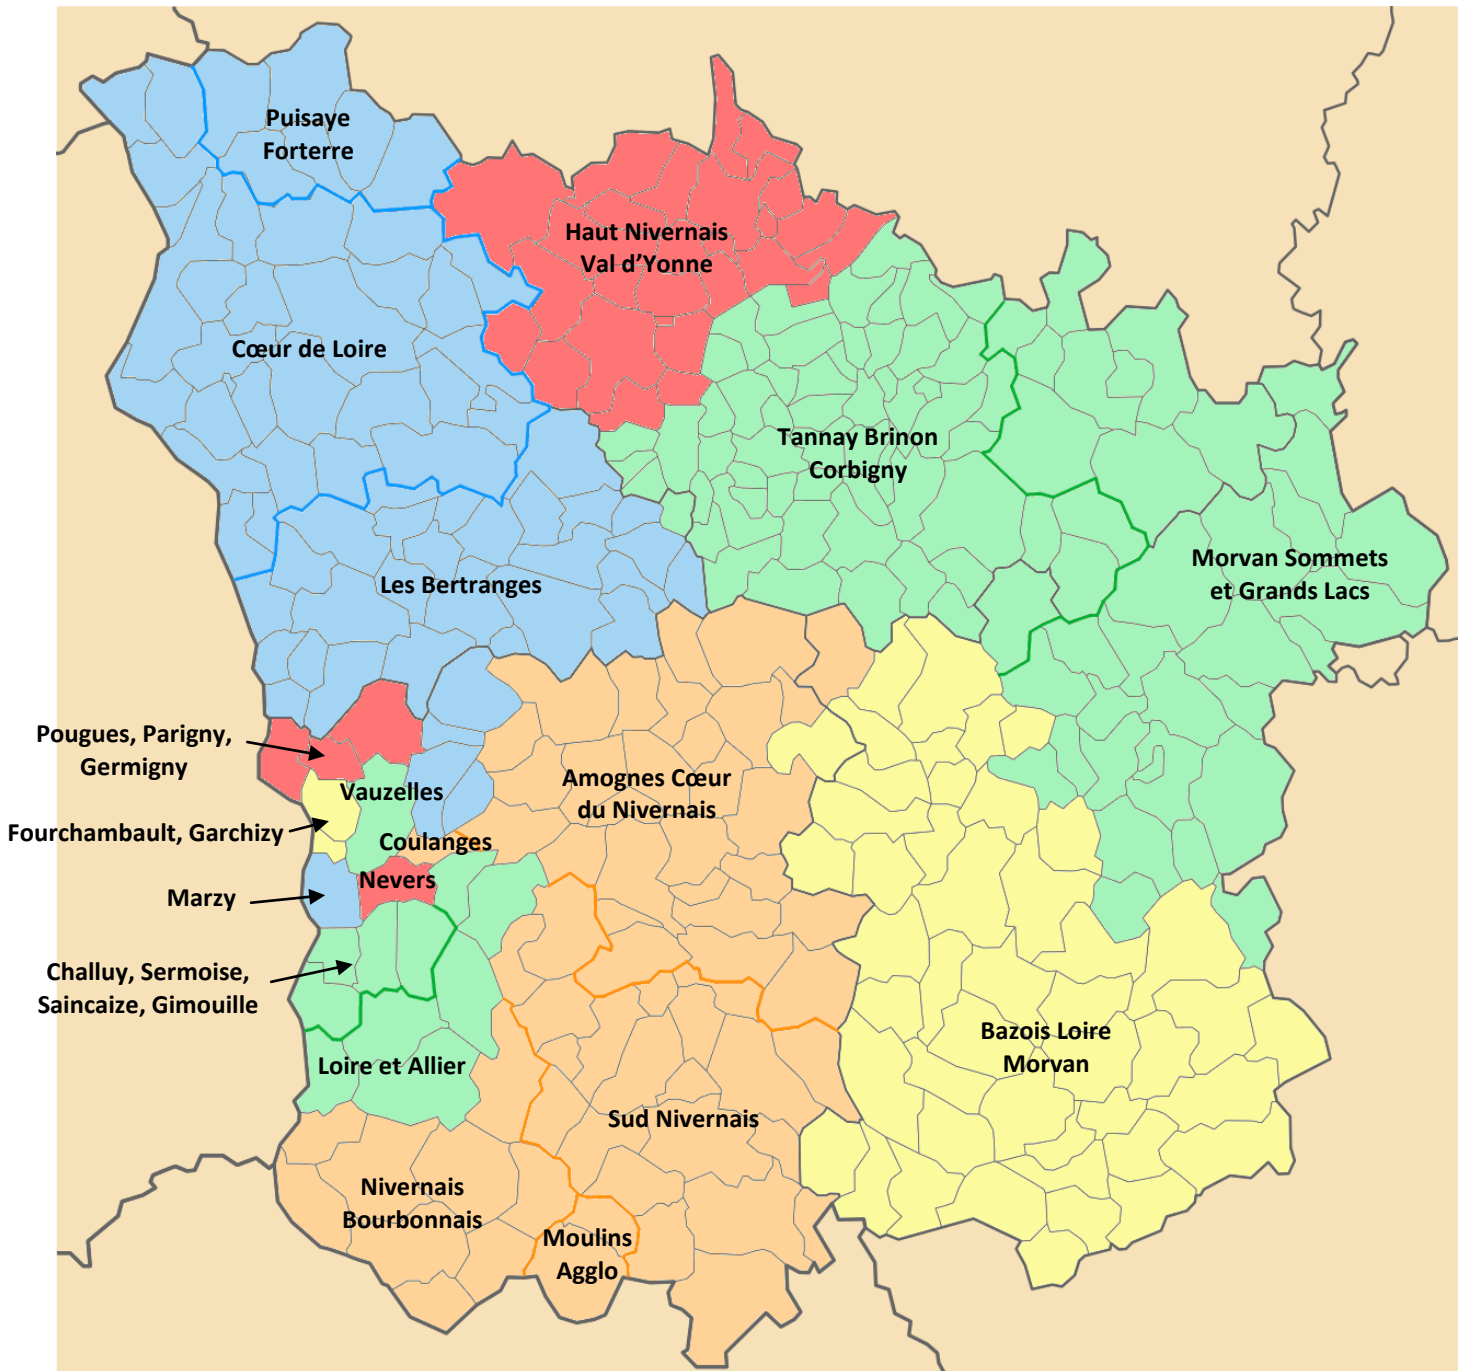 Puisaye
Forterre
Haut Nivernais
Val d’Yonne
Cœur de Loire
Tannay Brinon
Corbigny
Morvan Sommets
et Grands Lacs
Les Bertranges
Pougues, Parigny,
Germigny
Vauzelles
Amognes Cœur
du Nivernais
Fourchambault, Garchizy
Coulanges
Nevers
Marzy
Challuy, Sermoise,
Saincaize, Gimouille
Loire et Allier
Bazois Loire
Morvan
Sud Nivernais
Nivernais
Bourbonnais
Moulins
Agglo